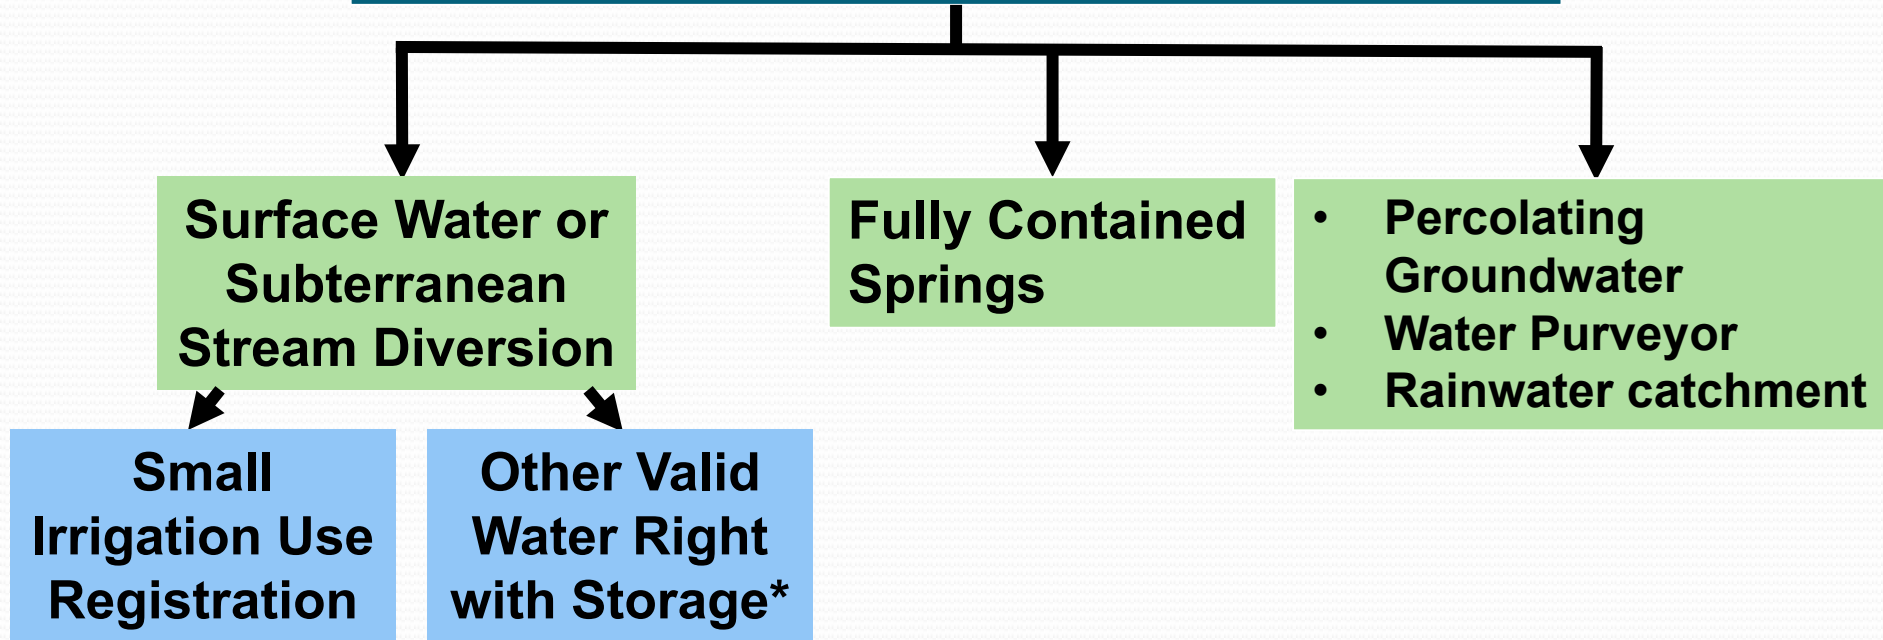 Surface Water or
Subterranean
Stream Diversion
Fully Contained
Springs
• Percolating
Groundwater
• Water Purveyor
• Rainwater catchment
Small
Irrigation Use
Registration
Other Valid
Water Right
with Storage*